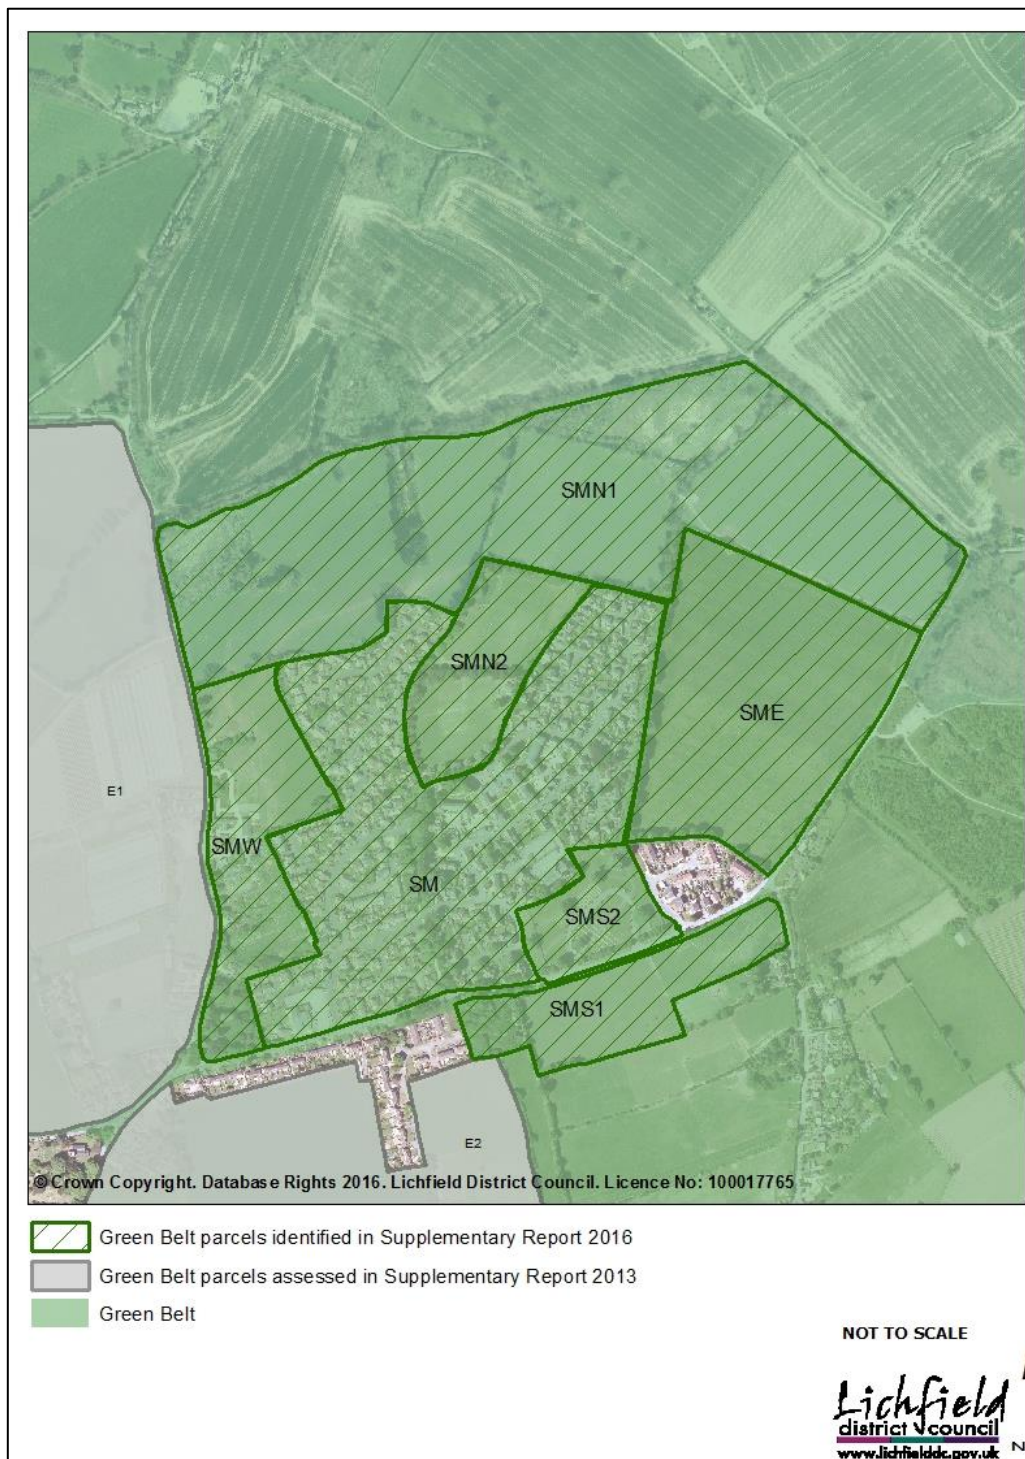 SMN1
SMN2
SME
E1
SMW
SM
SMS2
SMS1
E2
© Crown Copyright. Database Rights 2016. Lichfield District Council. Licence No: 100017765
Green Belt parcels identified in Supplementary Report 2016
Green Belt parcels assessed in Supplementary Report 2013
Green Belt
NOT TO SCALE
Lichfield
district council
www.lichfielddc.gov.uk